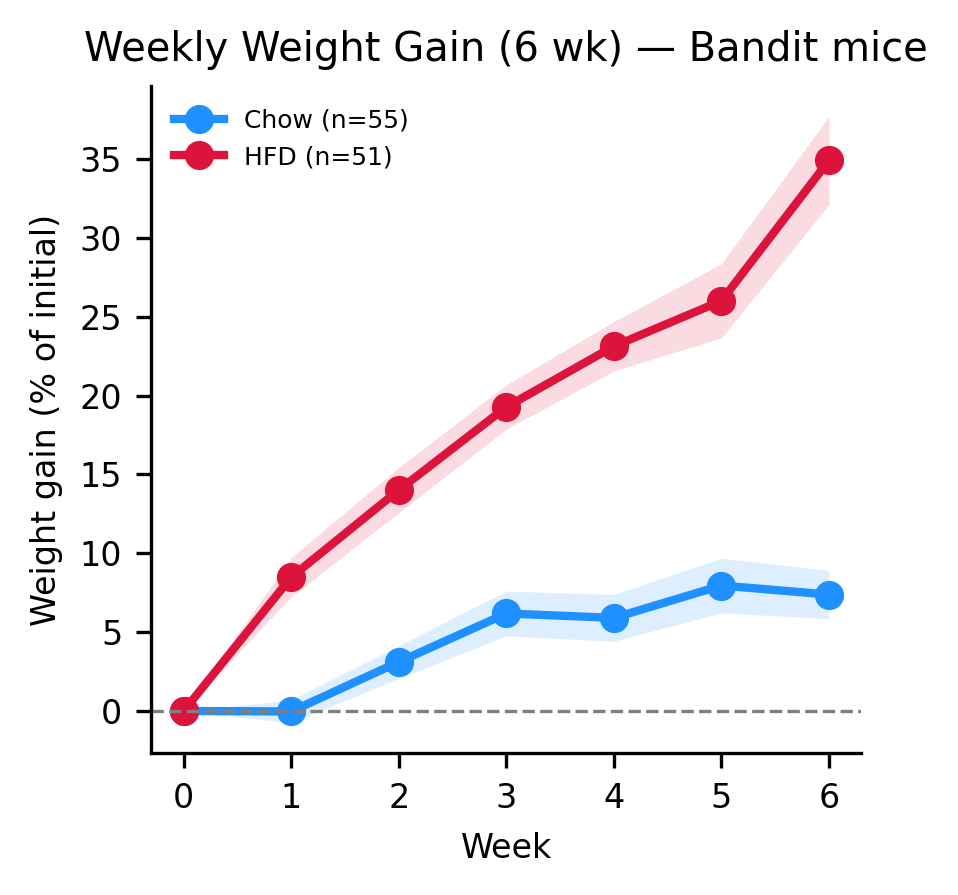 Weekly Weight Gain (6 wk) — Bandit mice
Chow (n=55)
HFD (n=51)
Weight gain (% of initial)
35
30
25
20
15
10
5
0
0 1 2 3 4 5 6
Week